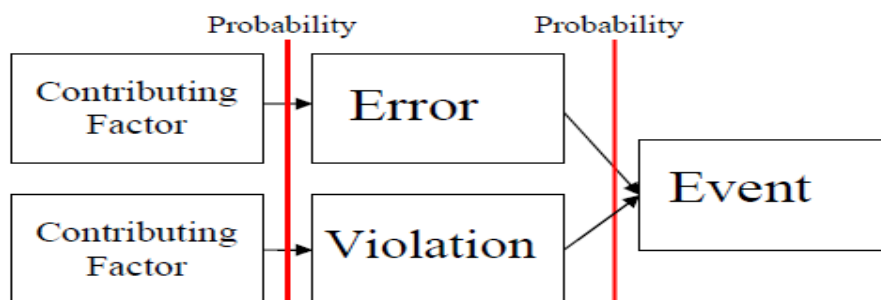 Probability
Probability
Contributing
Factor
Error
Event
Contributing
Factor
Violation